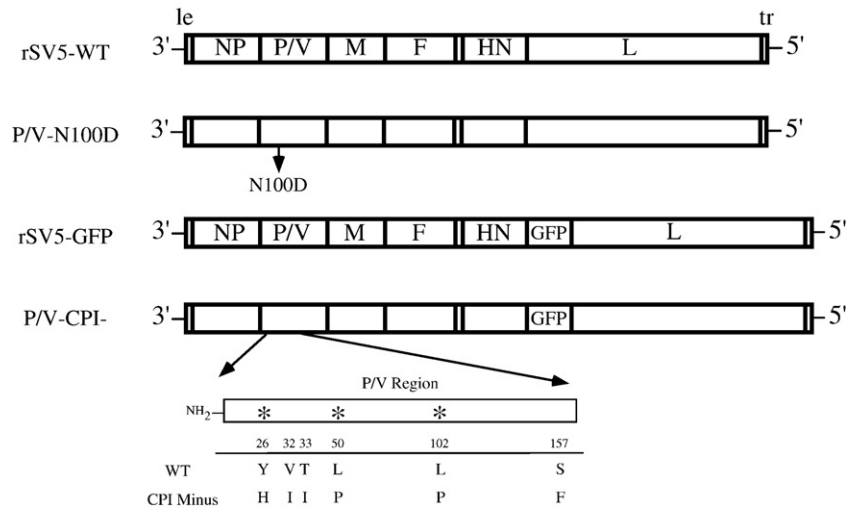 le tr
rSV5-WT 3' NP P/V M F HN L 5'
P/V-N100D 3' 5'
N100D
rSV5-GFP 3' NP P/V M F HN GFP L 5'
P/V-CPI- 3' GFP 5'
P/V Region
NH2 * * *
26 32 33 50 102 157
WT Y V T L L S
CPI Minus H I I P P F